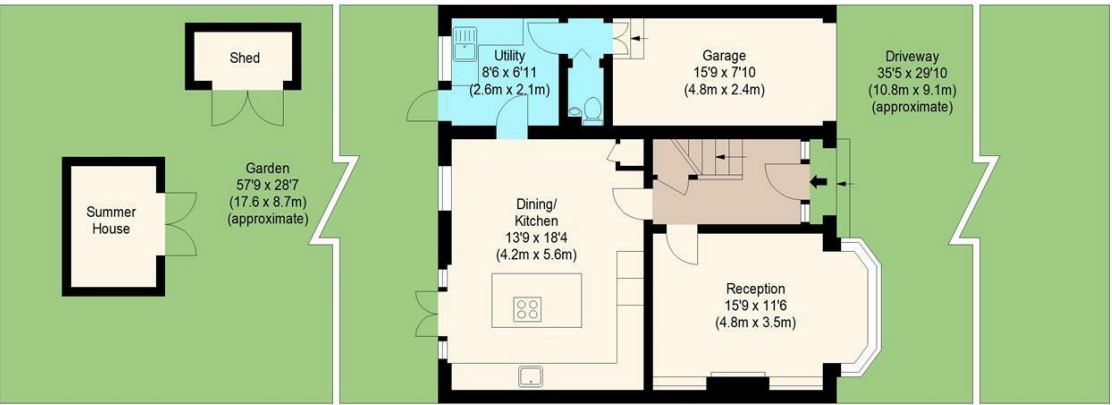 Shed
Garden
57'9 x 28'7
(17.6 x 8.7m)
(approximate)
Summer
House
Utility
8'6 x 6'11
(2.6m x 2.1m)
Garage
15'9 x 7'10
(4.8m x 2.4m)
Driveway
35'5 x 29'10
(10.8m x 9.1m)
(approximate)
Dining/
Kitchen
13'9 x 18'4
(4.2m x 5.6m)
Reception
15'9 x 11'6
(4.8m x 3.5m)